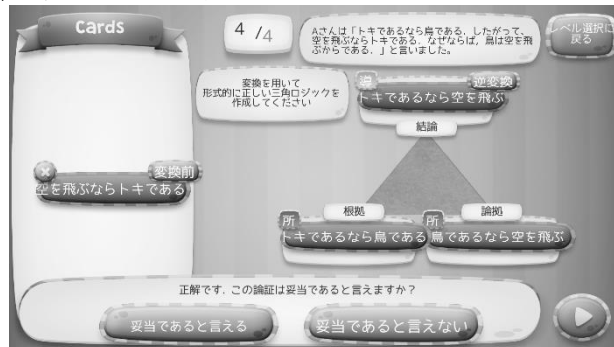 Cards
4 /4
Aさんは「トキであるなら鳥である．したがって，
空を飛ぶならトキである．なぜならば，鳥は空を飛
ぶからである．」と言いました。
レベル選択に
戻る
変換を用いて
形式的に正しい三角ロジックを
作成してください
導
逆変換
トキであるなら空を飛ぶ
結論
×
変換前
空を飛ぶならトキである
根拠
論拠
所
トキであるなら鳥である
所
鳥であるなら空を飛ぶ
正解です．この論証は妥当であると言えますか？
妥当であると言える
妥当であると言えない